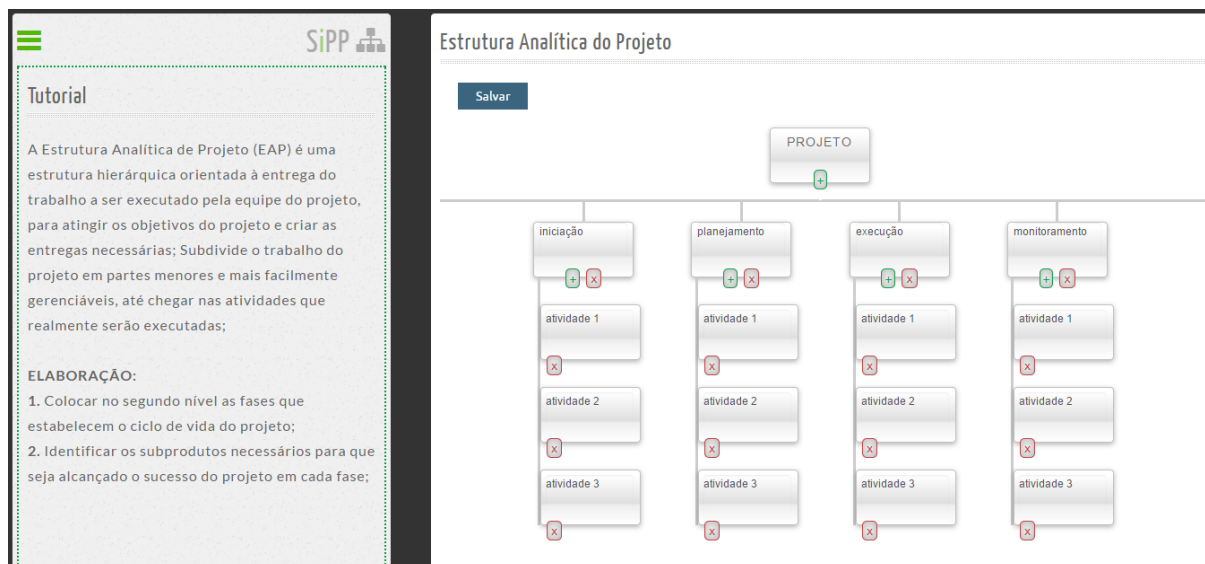 SiPP
Tutorial
A Estrutura Analítica de Projeto (EAP) é uma
estrutura hierárquica orientada à entrega do
trabalho a ser executado pela equipe do projeto,
para atingir os objetivos do projeto e criar as
entregas necessárias; Subdivide o trabalho do
projeto em partes menores e mais facilmente
gerenciáveis, até chegar nas atividades que
realmente serão executadas;
ELABORAÇÃO:
1. Colocar no segundo nível as fases que
estabelecem o ciclo de vida do projeto;
2. Identificar os subprodutos necessários para que
seja alcançado o sucesso do projeto em cada fase;
Estrutura Analítica do Projeto
Salvar
PROJETO
+
iniciação planejamento execução monitoramento
+ x + x + x + x
atividade 1 atividade 1 atividade 1 atividade 1
x x x x
atividade 2 atividade 2 atividade 2 atividade 2
x x x x
atividade 3 atividade 3 atividade 3 atividade 3
x x x x